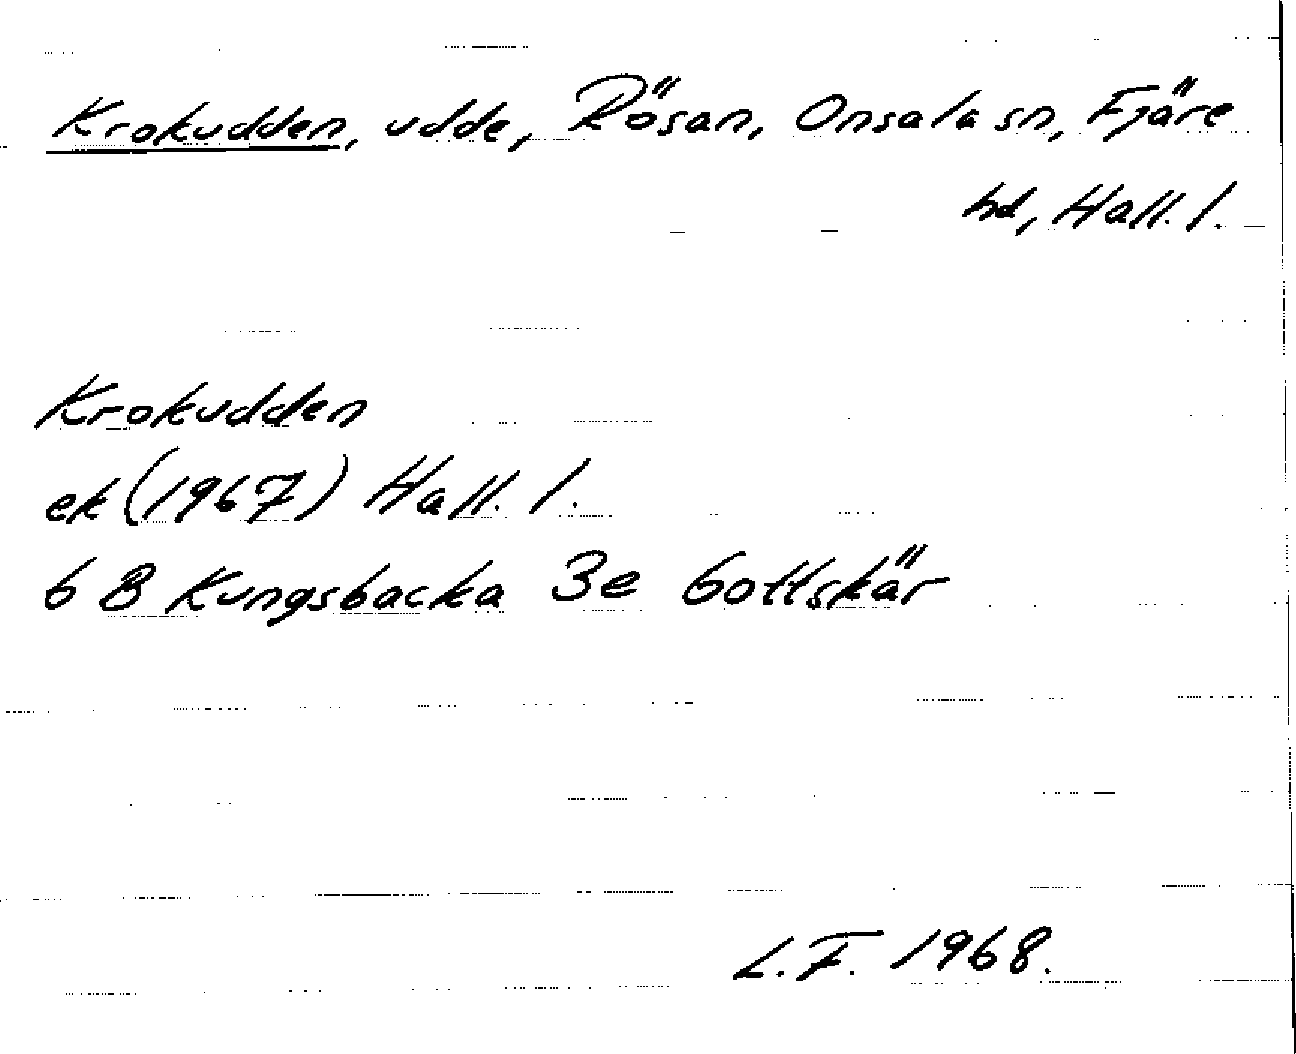 Krokudden, udde, Rösan, Onsala sn, Fjäre
hd, Hall. l.
Krokudden
ek (1967) Hall. l.
6 B Kungsbacka 3e Gottskär
L.F. 1968.